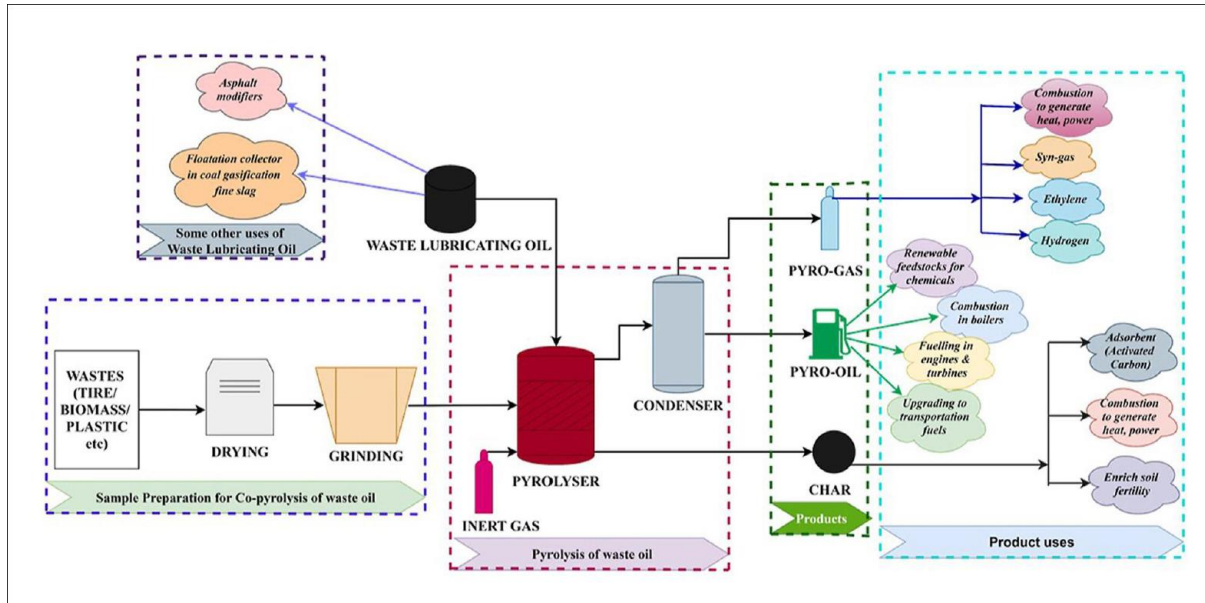 Asphalt
modifiers
Floatation collector
in coal gasification
fine slag
Some other uses of
Waste Lubricating Oil
WASTE LUBRICATING OIL
WASTES
(TIRE/
BIOMASS/
PLASTIC
etc)
DRYING
GRINDING
Sample Preparation for Co-pyrolysis of waste oil
INERT GAS
PYROLYSER
CONDENSER
Pyrolysis of waste oil
PYRO-GAS
PYRO-OIL
CHAR
Products
Combustion
to generate
heat, power
Syn-gas
Ethylene
Hydrogen
Renewable
feedstocks for
chemicals
Combustion
in boilers
Fuelling in
engines &
turbines
Upgrading to
transportation
fuels
Adsorbent
(Activated
Carbon)
Combustion
to generate
heat, power
Enrich soil
fertility
Product uses